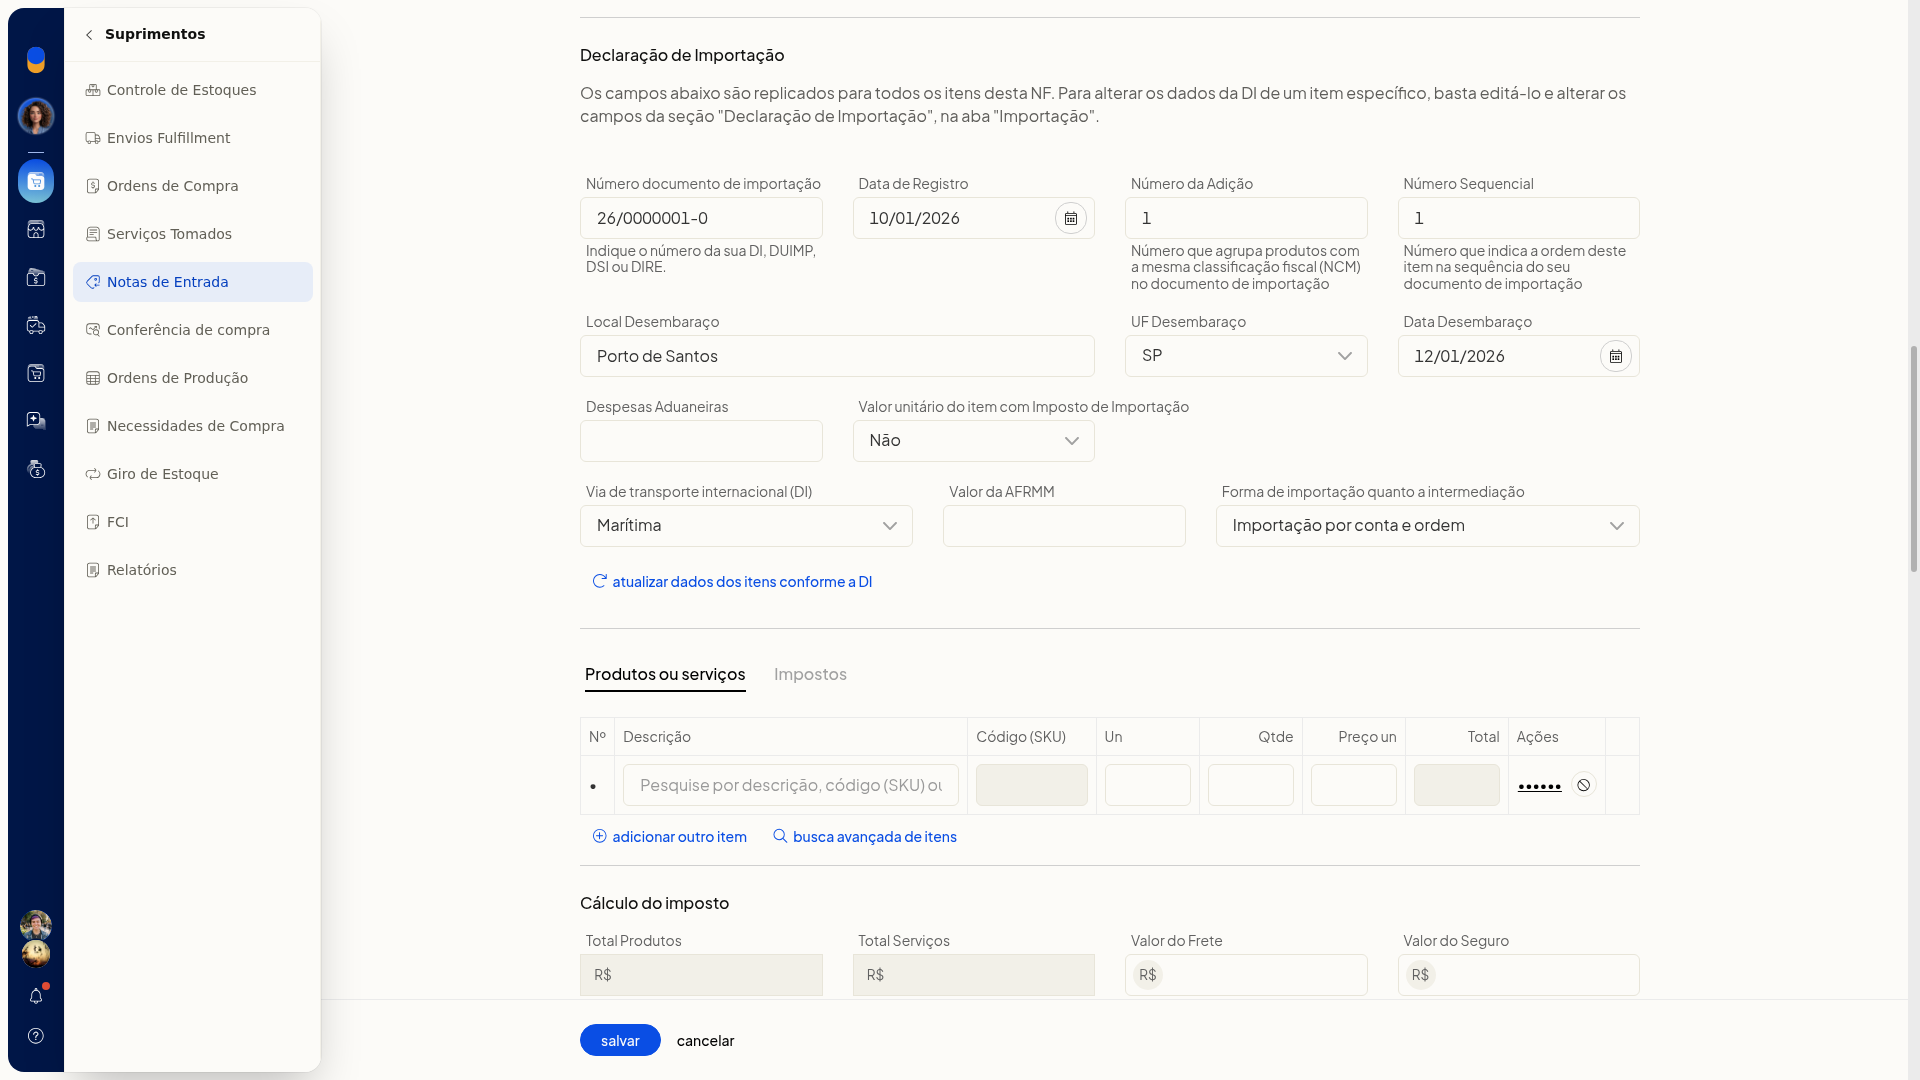 Suprimentos
Controle de Estoques
Envios Fulfillment
Ordens de Compra
Serviços Tomados
Notas de Entrada
Conferência de compra
Ordens de Produção
Necessidades de Compra
Giro de Estoque
FCI
Relatórios
Declaração de Importação
Os campos abaixo são replicados para todos os itens desta NF. Para alterar os dados da DI de um item específico, basta editá-lo e alterar os
campos da seção "Declaração de Importação", na aba "Importação".
Número documento de importação Data de Registro Número da Adição Número Sequencial
26/0000001-0 10/01/2026 1 1
Indique o número da sua DI, DUIMP, Número que agrupa produtos com Número que indica a ordem deste
DSI ou DIRE. a mesma classificação fiscal (NCM) item na sequência do seu
no documento de importação documento de importação
Local Desembaraço UF Desembaraço Data Desembaraço
Porto de Santos SP 12/01/2026
Despesas Aduaneiras Valor unitário do item com Imposto de Importação
Não
Via de transporte internacional (DI) Valor da AFRMM Forma de importação quanto a intermediação
Marítima Importação por conta e ordem
atualizar dados dos itens conforme a DI
Produtos ou serviços Impostos
Nº Descrição Código (SKU) Un Qtde Preço un Total Ações
Pesquise por descrição, código (SKU) ou
adicionar outro item busca avançada de itens
Cálculo do imposto
Total Produtos Total Serviços Valor do Frete Valor do Seguro
R$ R$ R$ R$
salvar cancelar